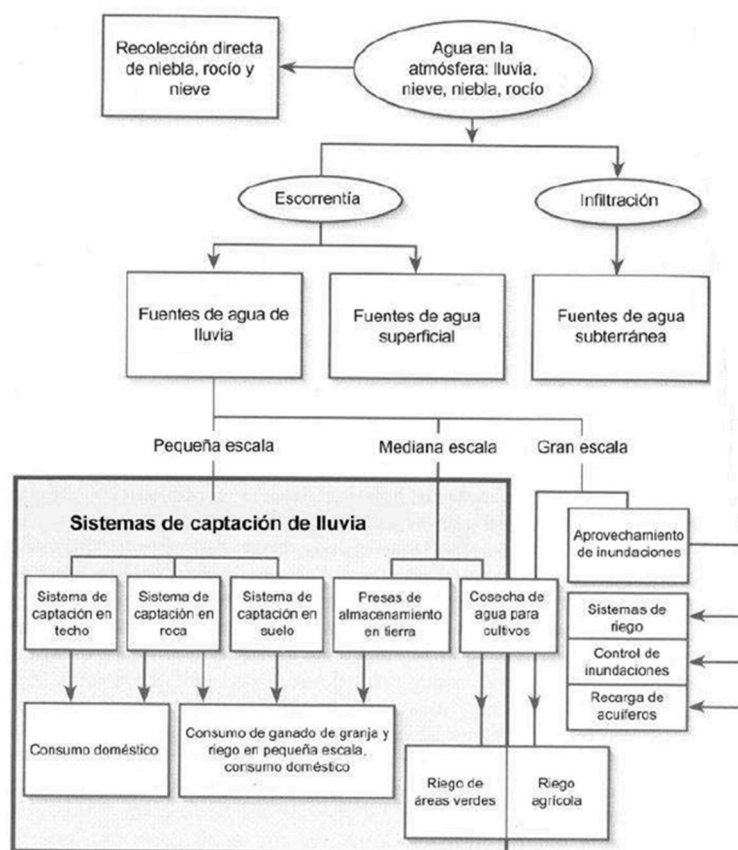 Recolección directa
de niebla, rocío y
nieve
Agua en la
atmósfera: lluvia,
nieve, niebla, rocío
Escorrentía
Infiltración
Fuentes de agua de
lluvia
Fuentes de agua
superficial
Fuentes de agua
subterránea
Pequeña escala
Mediana escala
Gran escala
Sistemas de captación de lluvia
Aprovechamiento
de inundaciones
Sistema de
captación en
techo
Sistema de
captación en
roca
Sistema de
captación en
suelo
Presas de
almacenamiento
en tierra
Cosecha de
agua para
cultivos
Sistemas de
riego
Control de
inundaciones
Recarga de
acuíferos
Consumo doméstico
Consumo de ganado de granja y
riego en pequeña escala,
consumo doméstico
Riego de
áreas verdes
Riego
agrícola